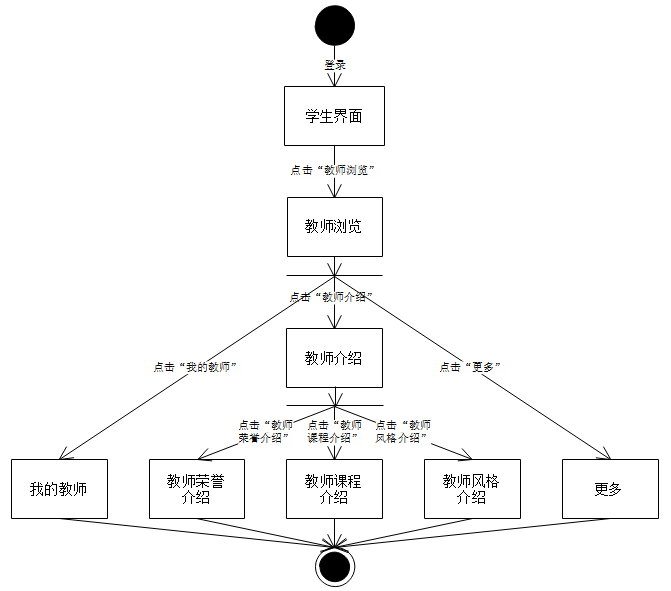 登录
学生界面
点击“教师浏览”
教师浏览
点击“教师介绍”
教师介绍
点击“我的教师”
点击“更多”
点击“教师
荣誉介绍”
点击“教师
课程介绍”
点击“教师
风格介绍”
我的教师
教师荣誉
介绍
教师课程
介绍
教师风格
介绍
更多